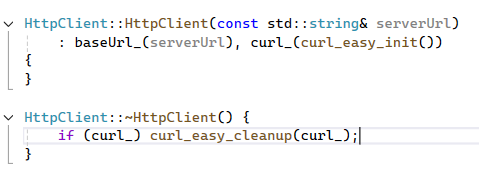 HttpClient::HttpClient(const std::string& serverUrl)
    : baseUrl_(serverUrl), curl_(curl_easy_init())
{
}
HttpClient::~HttpClient() {
    if (curl_) curl_easy_cleanup(curl_);
}